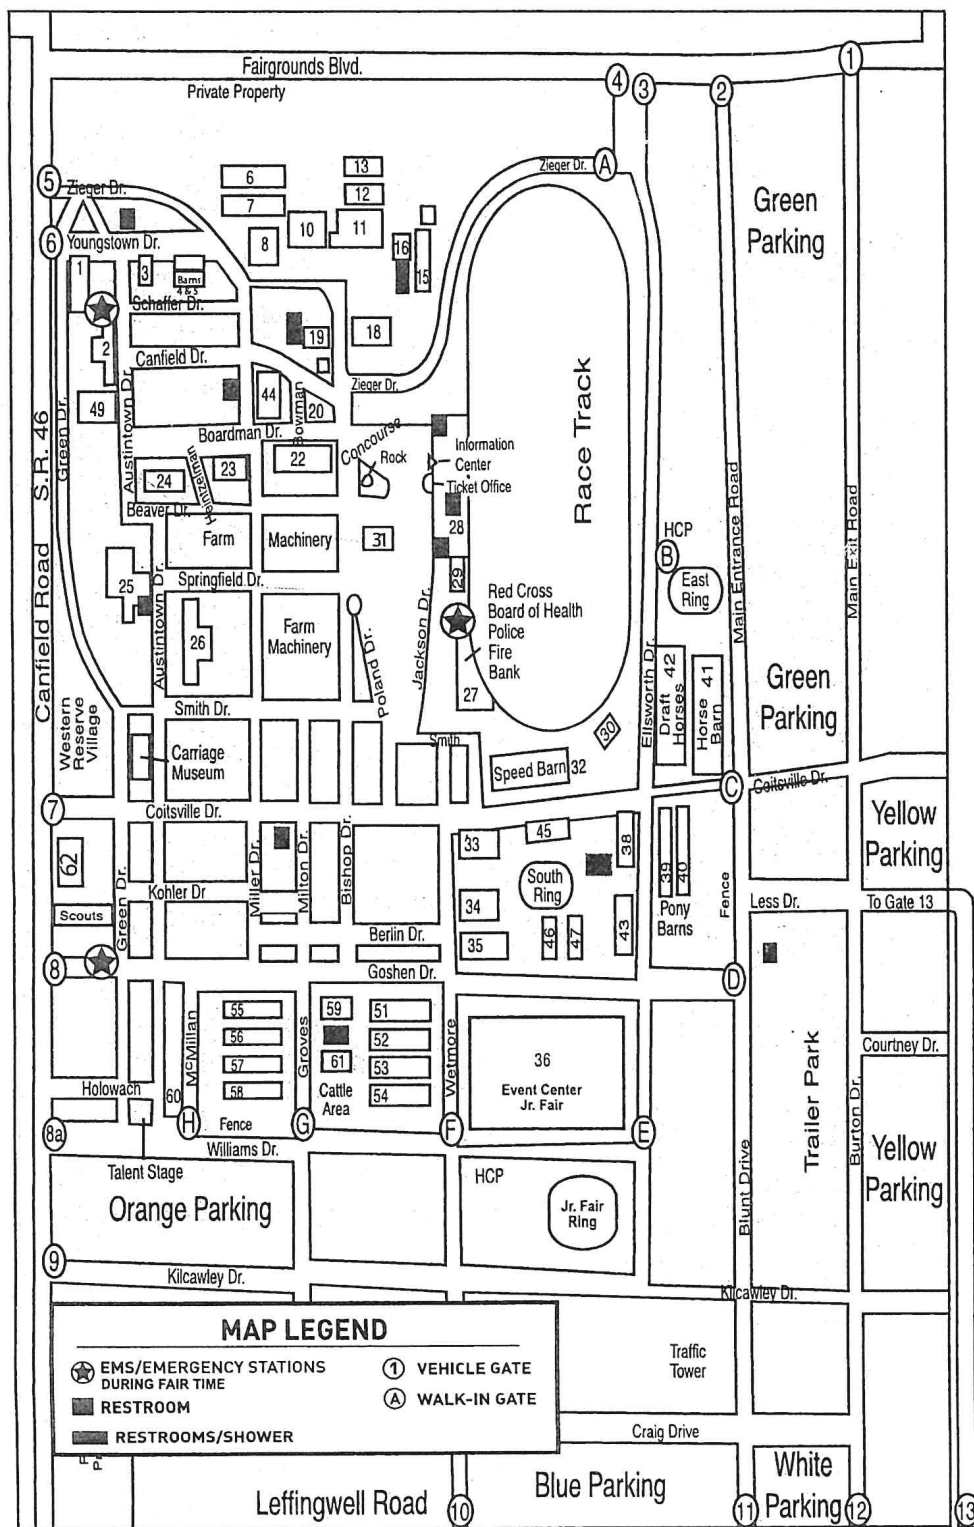 Fairgrounds Blvd.
Private Property
1
2
3
4
A
Zieger Dr.
5
Zieger Dr.
6
Youngstown Dr.
6
7
8
10
11
12
13
15
16
Green
Parking
1
3
Barns
4 & 5
Schaffer Dr.
2
Canfield Dr.
19
18
Zieger Dr.
44
Bowman
20
49
Boardman Dr.
Green Dr.
Austintown Dr.
Canfield Road S.R. 46
22
23
24
Heintzelman
Beaver Dr.
Concourse
Rock
Information
Center
Ticket Office
28
Race Track
Farm
Machinery
31
29
Springfield Dr.
25
26
Austintown Dr.
Farm
Machinery
Poland Dr.
Jackson Dr.
Red Cross
Board of Health
Police
Fire
Bank
27
HCP
B
East
Ring
Main Entrance Road
Main Exit Road
Ellsworth Dr.
Draft 42
Horses
Horse 41
Barn
Green
Parking
Smith Dr.
Western
Reserve
Village
Carriage
Museum
Smith
30
Speed Barn 32
C
Coitsville Dr.
7
Coitsville Dr.
62
Kohler Dr
Miller Dr.
Milton Dr.
Bishop Dr.
33
45
38
South
Ring
34
35
46
47
43
39
40
Pony
Barns
Fence
Yellow
Parking
Less Dr.
To Gate 13
Scouts
Green Dr.
Berlin Dr.
8
Goshen Dr.
D
McMillan
55
56
57
58
Groves
59
61
Cattle
Area
51
52
53
54
Wetmore
36
Event Center
Jr. Fair
Courtney Dr.
Trailer Park
Burton Dr.
Holowach
60
8a
H
Fence
G
F
E
Williams Dr.
Talent Stage
Orange Parking
HCP
Jr. Fair
Ring
Blunt Drive
Yellow
Parking
9
Kilcawley Dr.
Kilcawley Dr.
MAP LEGEND
EMS/EMERGENCY STATIONS
DURING FAIR TIME
RESTROOM
RESTROOMS/SHOWER
1 VEHICLE GATE
A WALK-IN GATE
Traffic
Tower
Craig Drive
Leffingwell Road
10
Blue Parking
11
White
Parking
12
13